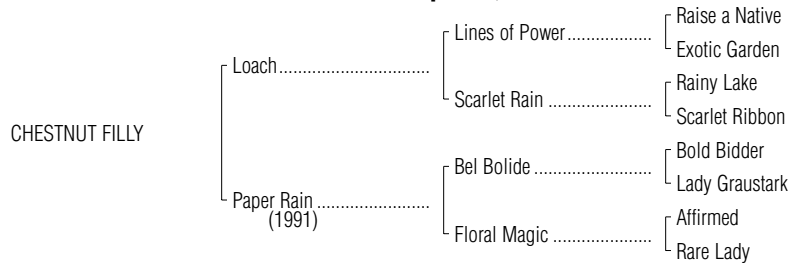 Raise a Native
Lines of Power
Exotic Garden
Loach
Rainy Lake
Scarlet Rain
Scarlet Ribbon
CHESTNUT FILLY
Bold Bidder
Bel Bolide
Lady Graustark
Paper Rain
(1991)
Affirmed
Floral Magic
Rare Lady